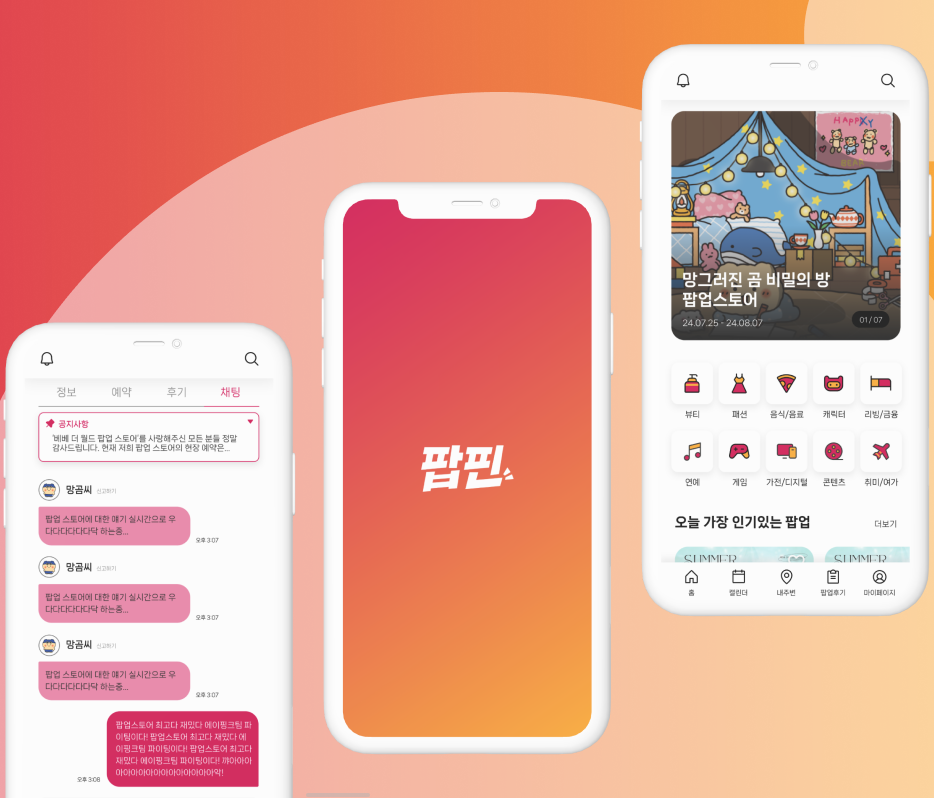 정보 예약 후기 채팅
공지사항
'베베 더 월드 팝업 스토어'를 사랑해주신 모든 분들 정말
감사드립니다. 현재 저희 팝업 스토어의 현장 예약은...
망곰씨 신고하기
팝업 스토어에 대한 얘기 실시간으로 우
다다다다다다닥 하는중...
오후 3:07
망곰씨 신고하기
팝업 스토어에 대한 얘기 실시간으로 우
다다다다다다닥 하는중...
오후 3:07
망곰씨 신고하기
팝업 스토어에 대한 얘기 실시간으로 우
다다다다다다닥 하는중...
오후 3:07
팝업스토어 최고다 재밌다 에이핑크팀 파
이팅이다! 팝업스토어 최고다 재밌다 에
이핑크팀 파이팅이다! 팝업스토어 최고다
재밌다 에이핑크팀 파이팅이다! 꺄아아아
아아아아아아아아아아아아아악!
오후 3:08
팝핀
HAPPY
망그러진 곰 비밀의 방
팝업스토어
24.07.25 - 24.08.07
01 / 07
뷰티 패션 음식/음료 캐릭터 리빙/금융
연예 게임 가전/디지털 콘텐츠 취미/여가
오늘 가장 인기있는 팝업 더보기
SUMMER SUMMER
홈 캘린더 내주변 팝업후기 마이페이지